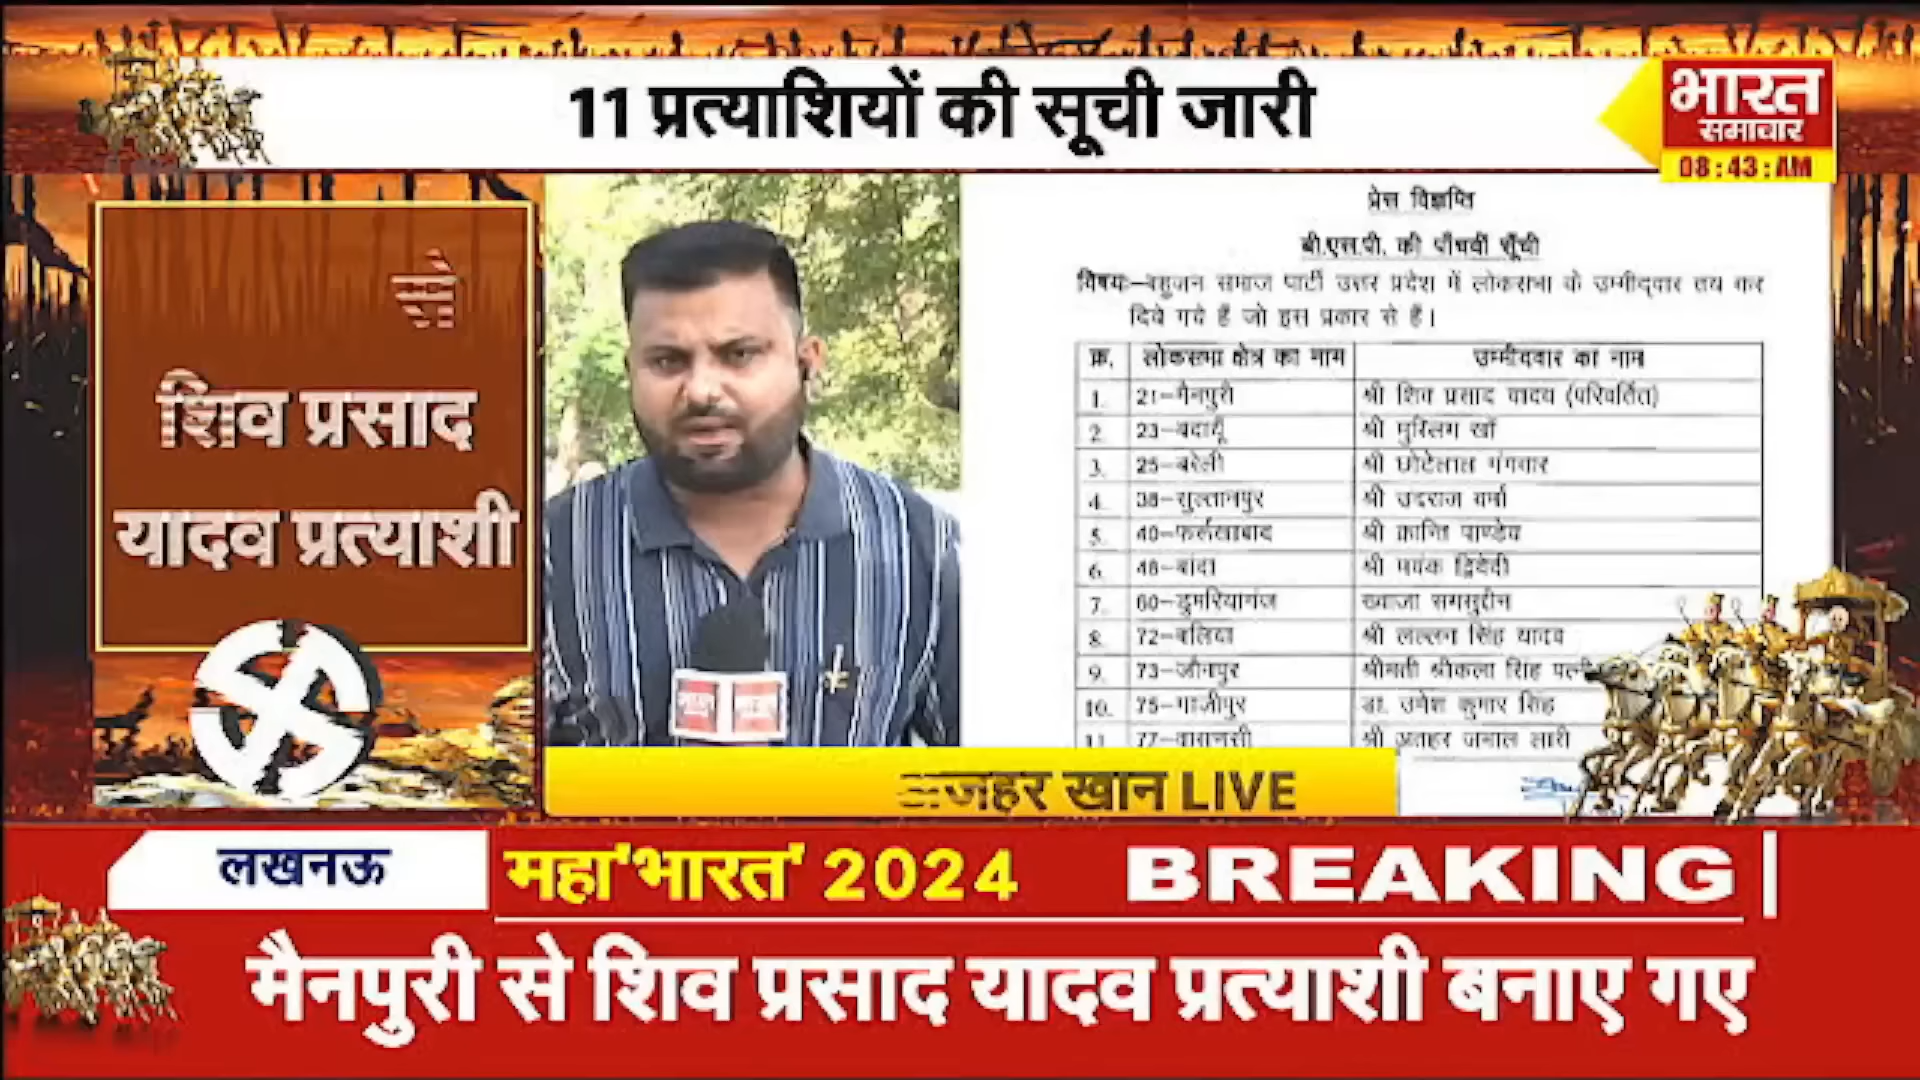 11 प्रत्याशियों की सूची जारी
भारत
समाचार
08:43:AM
से
शिव प्रसाद
यादव प्रत्याशी
प्रेस विज्ञप्ति
बी.एस.पी. की पाँचवीं सूची
विषयः—बहुजन समाज पार्टी उत्तर प्रदेश में लोकसभा के उम्मीदवार तय कर
दिये गये हैं जो इस प्रकार से हैं।
क्र. लोकसभा क्षेत्र का नाम उम्मीदवार का नाम
1. 21—मैनपुरी श्री शिव प्रसाद यादव (परिवर्तित)
2. 23—बदायूँ श्री मुस्लिम खाँ
3. 25—बरेली श्री छोटेलाल गंगवार
4. 38—सुल्तानपुर श्री उदराज वर्मा
5. 40—फर्रुखाबाद श्री क्रान्ति पाण्डेय
6. 48—बांदा श्री मयंक द्विवेदी
7. 60—डुमरियागंज ख्वाजा समसुद्दीन
8. 72—बलिया श्री लल्लन सिंह यादव
9. 73—जौनपुर श्रीमती श्रीकला सिंह पत्नी
10. 75—गाज़ीपुर डा. उमेश कुमार सिंह
11 77—वाराणसी श्री अतहर जमाल लारी
अजहर खान LIVE
लखनऊ
महा'भारत' 2024
BREAKING
मैनपुरी से शिव प्रसाद यादव प्रत्याशी बनाए गए